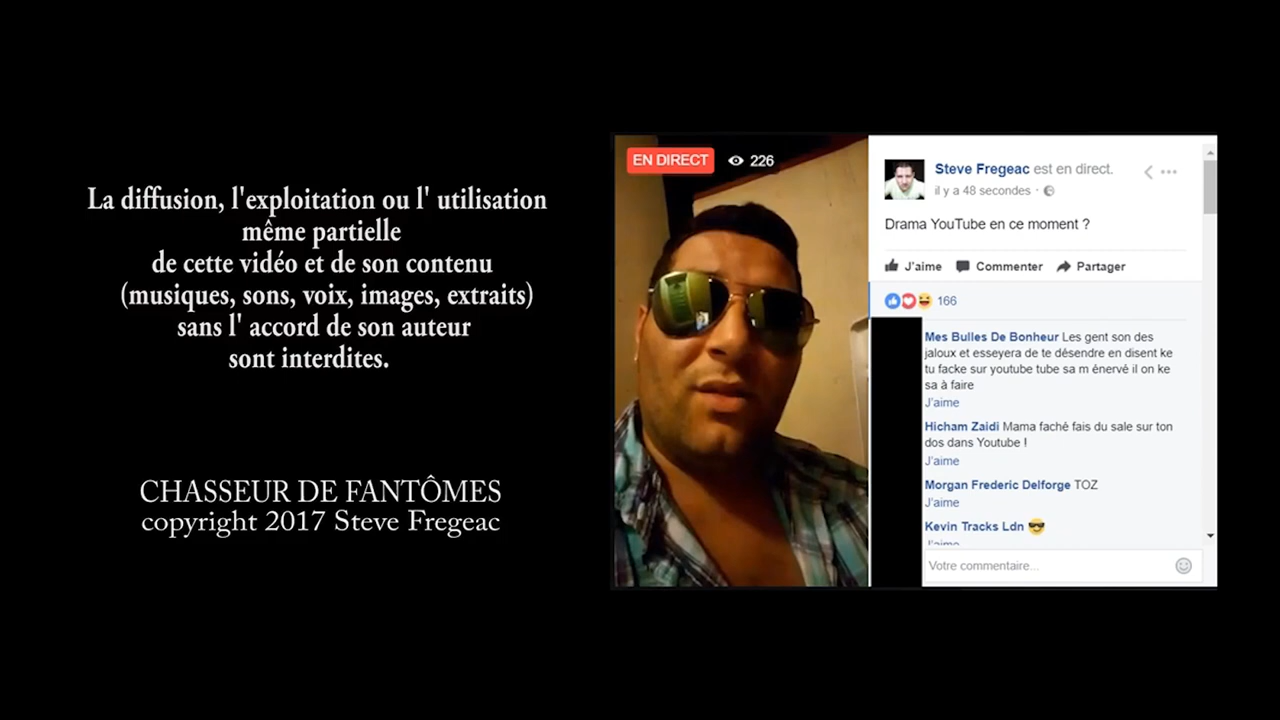 La diffusion, l'exploitation ou l' utilisation
même partielle
de cette vidéo et de son contenu
(musiques, sons, voix, images, extraits)
sans l' accord de son auteur
sont interdites.
CHASSEUR DE FANTÔMES
copyright 2017 Steve Fregeac
EN DIRECT 226
Steve Fregeac est en direct.
il y a 48 secondes ·
Drama YouTube en ce moment ?
J'aime Commenter Partager
166
Mes Bulles De Bonheur Les gent son des
jaloux et esseyera de te désendre en disent ke
tu facke sur youtube tube sa m énervé il on ke
sa à faire
J'aime
Hicham Zaidi Mama faché fais du sale sur ton
dos dans Youtube !
J'aime
Morgan Frederic Delforge TOZ
J'aime
Kevin Tracks Ldn 😎
J'aime
Votre commentaire...